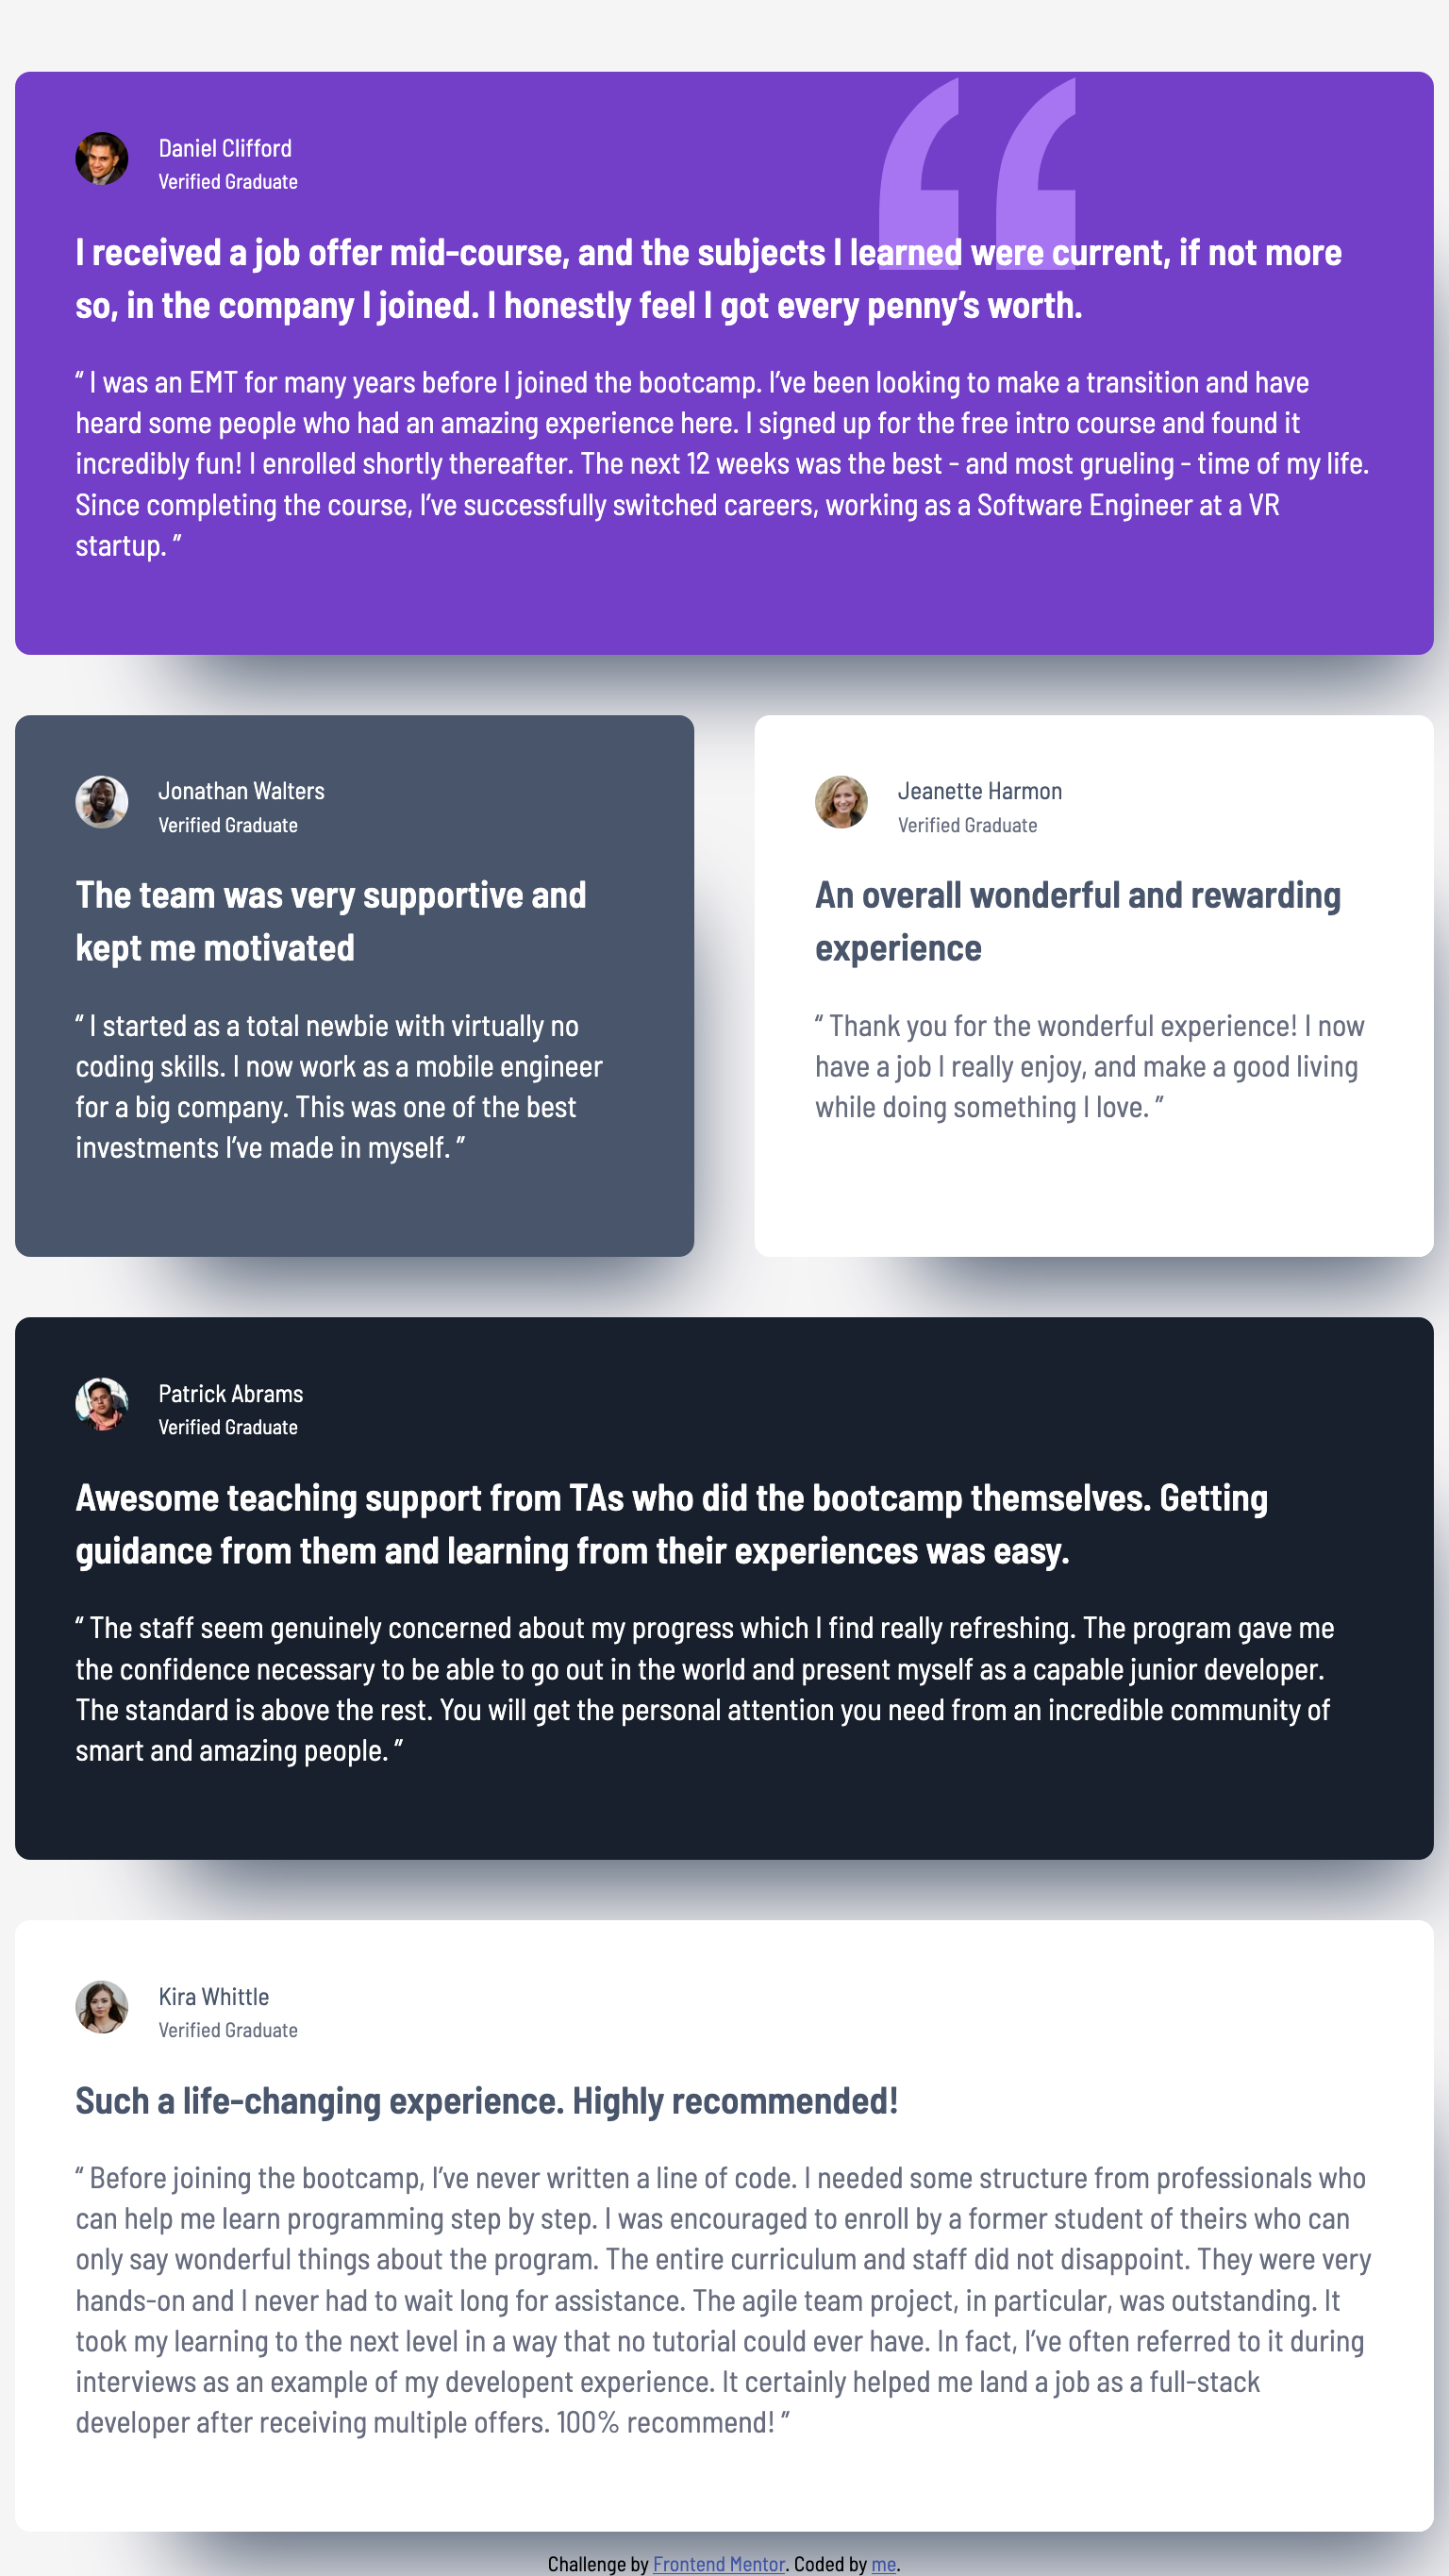 Daniel Clifford
Verified Graduate
I received a job offer mid-course, and the subjects I learned were current, if not more
so, in the company I joined. I honestly feel I got every penny’s worth.
“ I was an EMT for many years before I joined the bootcamp. I’ve been looking to make a transition and have
heard some people who had an amazing experience here. I signed up for the free intro course and found it
incredibly fun! I enrolled shortly thereafter. The next 12 weeks was the best - and most grueling - time of my life.
Since completing the course, I’ve successfully switched careers, working as a Software Engineer at a VR
startup. ”
Jonathan Walters
Verified Graduate
The team was very supportive and
kept me motivated
“ I started as a total newbie with virtually no
coding skills. I now work as a mobile engineer
for a big company. This was one of the best
investments I’ve made in myself. ”
Jeanette Harmon
Verified Graduate
An overall wonderful and rewarding
experience
“ Thank you for the wonderful experience! I now
have a job I really enjoy, and make a good living
while doing something I love. ”
Patrick Abrams
Verified Graduate
Awesome teaching support from TAs who did the bootcamp themselves. Getting
guidance from them and learning from their experiences was easy.
“ The staff seem genuinely concerned about my progress which I find really refreshing. The program gave me
the confidence necessary to be able to go out in the world and present myself as a capable junior developer.
The standard is above the rest. You will get the personal attention you need from an incredible community of
smart and amazing people. ”
Kira Whittle
Verified Graduate
Such a life-changing experience. Highly recommended!
“ Before joining the bootcamp, I’ve never written a line of code. I needed some structure from professionals who
can help me learn programming step by step. I was encouraged to enroll by a former student of theirs who can
only say wonderful things about the program. The entire curriculum and staff did not disappoint. They were very
hands-on and I never had to wait long for assistance. The agile team project, in particular, was outstanding. It
took my learning to the next level in a way that no tutorial could ever have. In fact, I’ve often referred to it during
interviews as an example of my developent experience. It certainly helped me land a job as a full-stack
developer after receiving multiple offers. 100% recommend! ”
Challenge by Frontend Mentor. Coded by me.